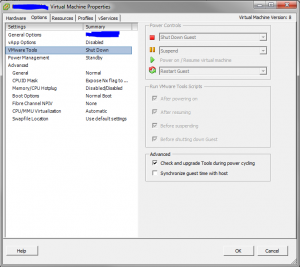 Virtual Machine Properties
Hardware Options Resources Profiles vServices
Virtual Machine Version: 8
Settings Summary
General Options
vApp Options Disabled
VMware Tools Shut Down
Power Management Standby
Advanced
General Normal
CPUID Mask Expose Nx flag to ...
Memory/CPU Hotplug Disabled/Disabled
Boot Options Normal Boot
Fibre Channel NPIV None
CPU/MMU Virtualization Automatic
Swapfile Location Use default settings
Power Controls
Shut Down Guest
Suspend
Power on / Resume virtual machine
Restart Guest
Run VMware Tools Scripts
After powering on
After resuming
Before suspending
Before shutting down Guest
Advanced
Check and upgrade Tools during power cycling
Synchronize guest time with host
Help
OK
Cancel